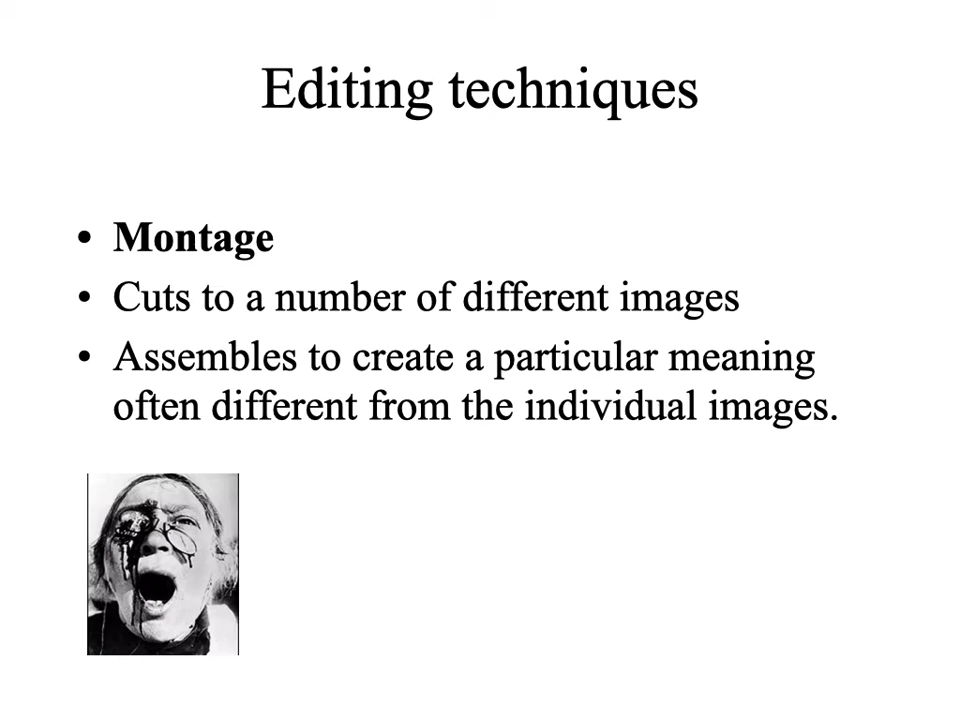 Editing techniques
• Montage
• Cuts to a number of different images
• Assembles to create a particular meaning
often different from the individual images.